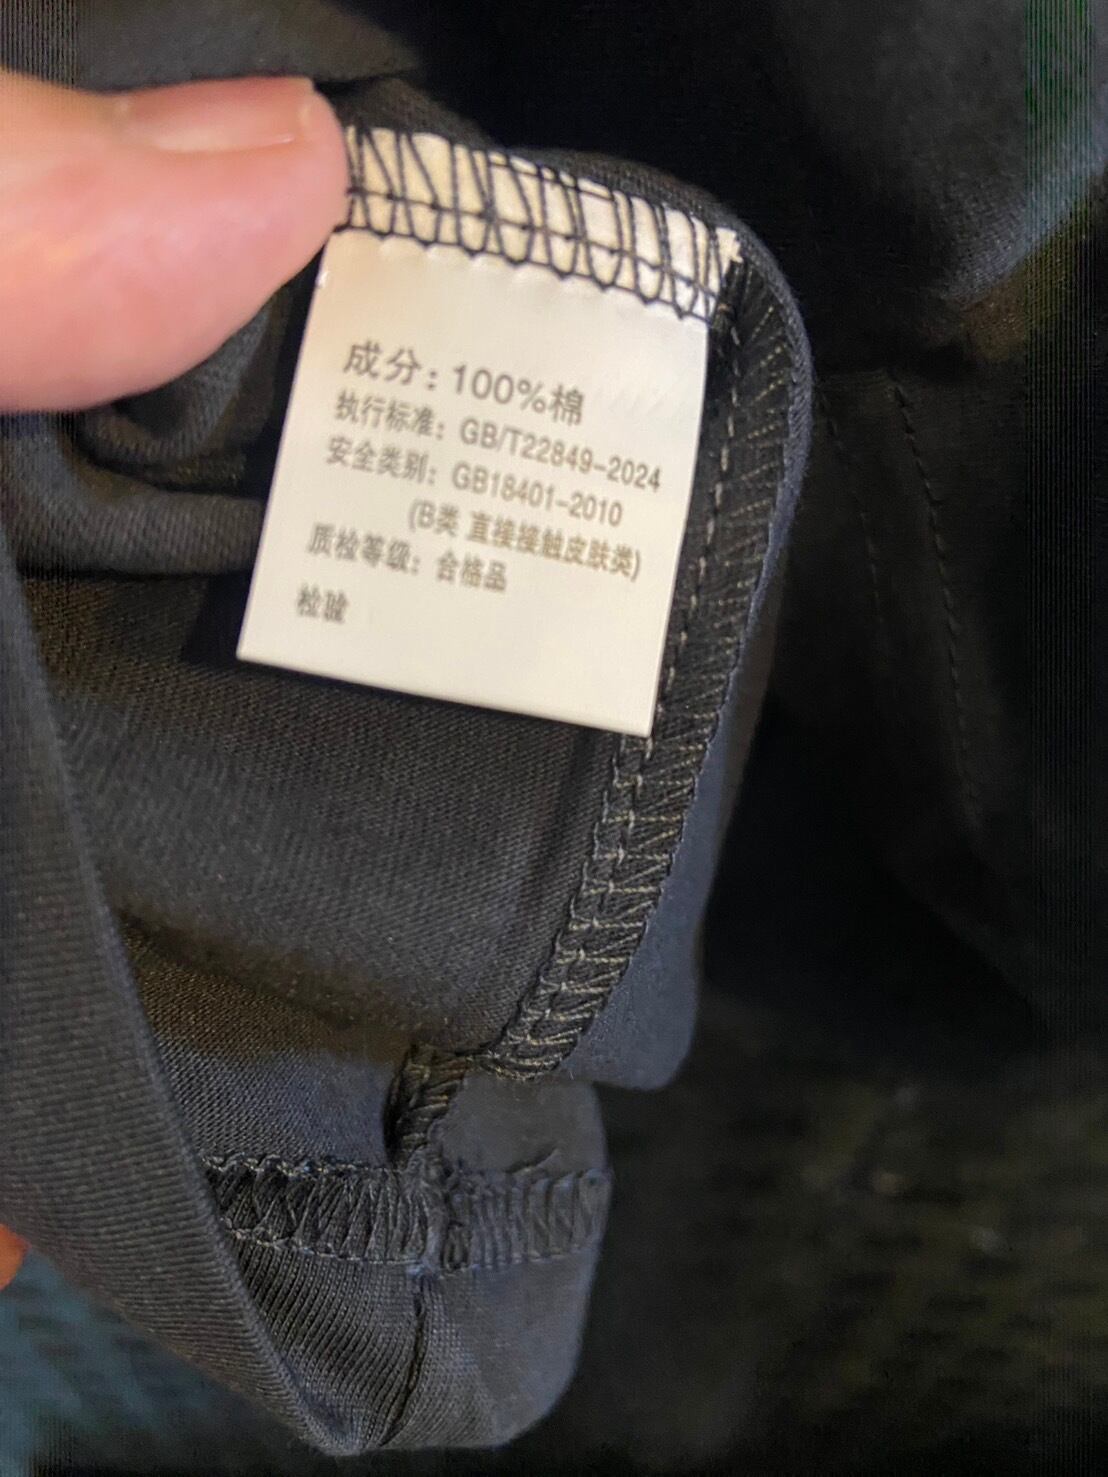 成分：100%棉
执行标准：GB/T22849-2024
安全类别：GB18401-2010
(B类 直接接触皮肤类)
质检等级：合格品
检验